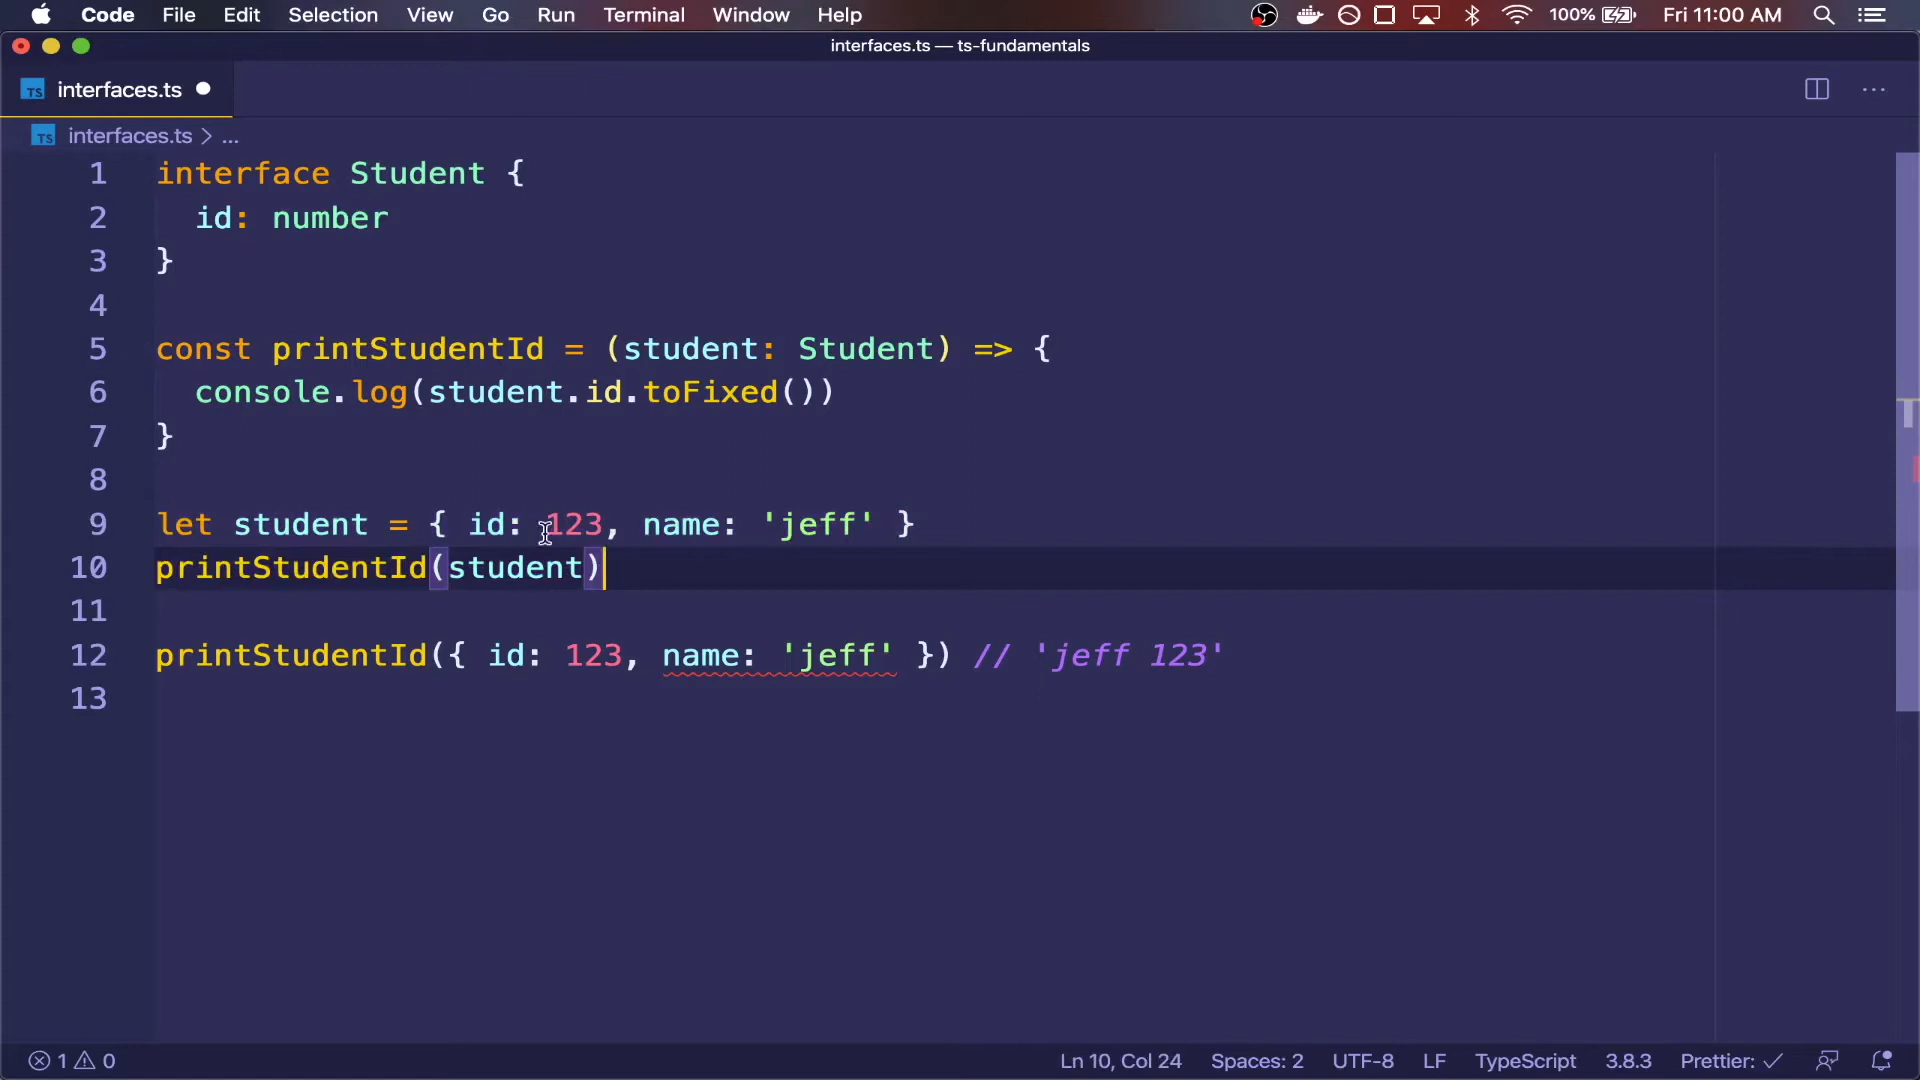 Code File Edit Selection View Go Run Terminal Window Help 100% Fri 11:00 AM
interfaces.ts — ts-fundamentals
TS interfaces.ts ...
TS interfaces.ts > ...
1 interface Student {
2 id: number
3 }
4
5 const printStudentId = (student: Student) => {
6 console.log(student.id.toFixed())
7 }
8
9 let student = { id: 123, name: 'jeff' }
10 printStudentId(student)
11
12 printStudentId({ id: 123, name: 'jeff' }) // 'jeff 123'
13
1 0 Ln 10, Col 24 Spaces: 2 UTF-8 LF TypeScript 3.8.3 Prettier: ✓